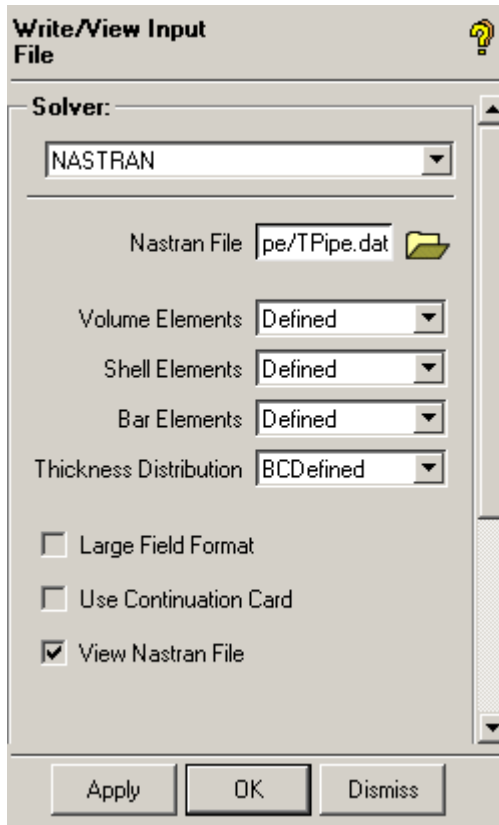 Write/View Input
File
Solver:
NASTRAN
Nastran File pe/TPipe.dat
Volume Elements Defined
Shell Elements Defined
Bar Elements Defined
Thickness Distribution BCDefined
Large Field Format
Use Continuation Card
View Nastran File
Apply OK Dismiss